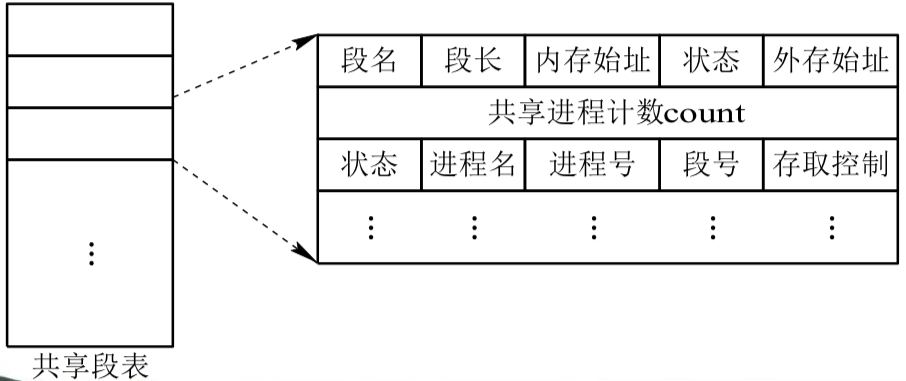 段名 段长 内存始址 状态 外存始址
共享进程计数count
状态 进程名 进程号 段号 存取控制
⋮ ⋮ ⋮ ⋮ ⋮
⋮
共享段表